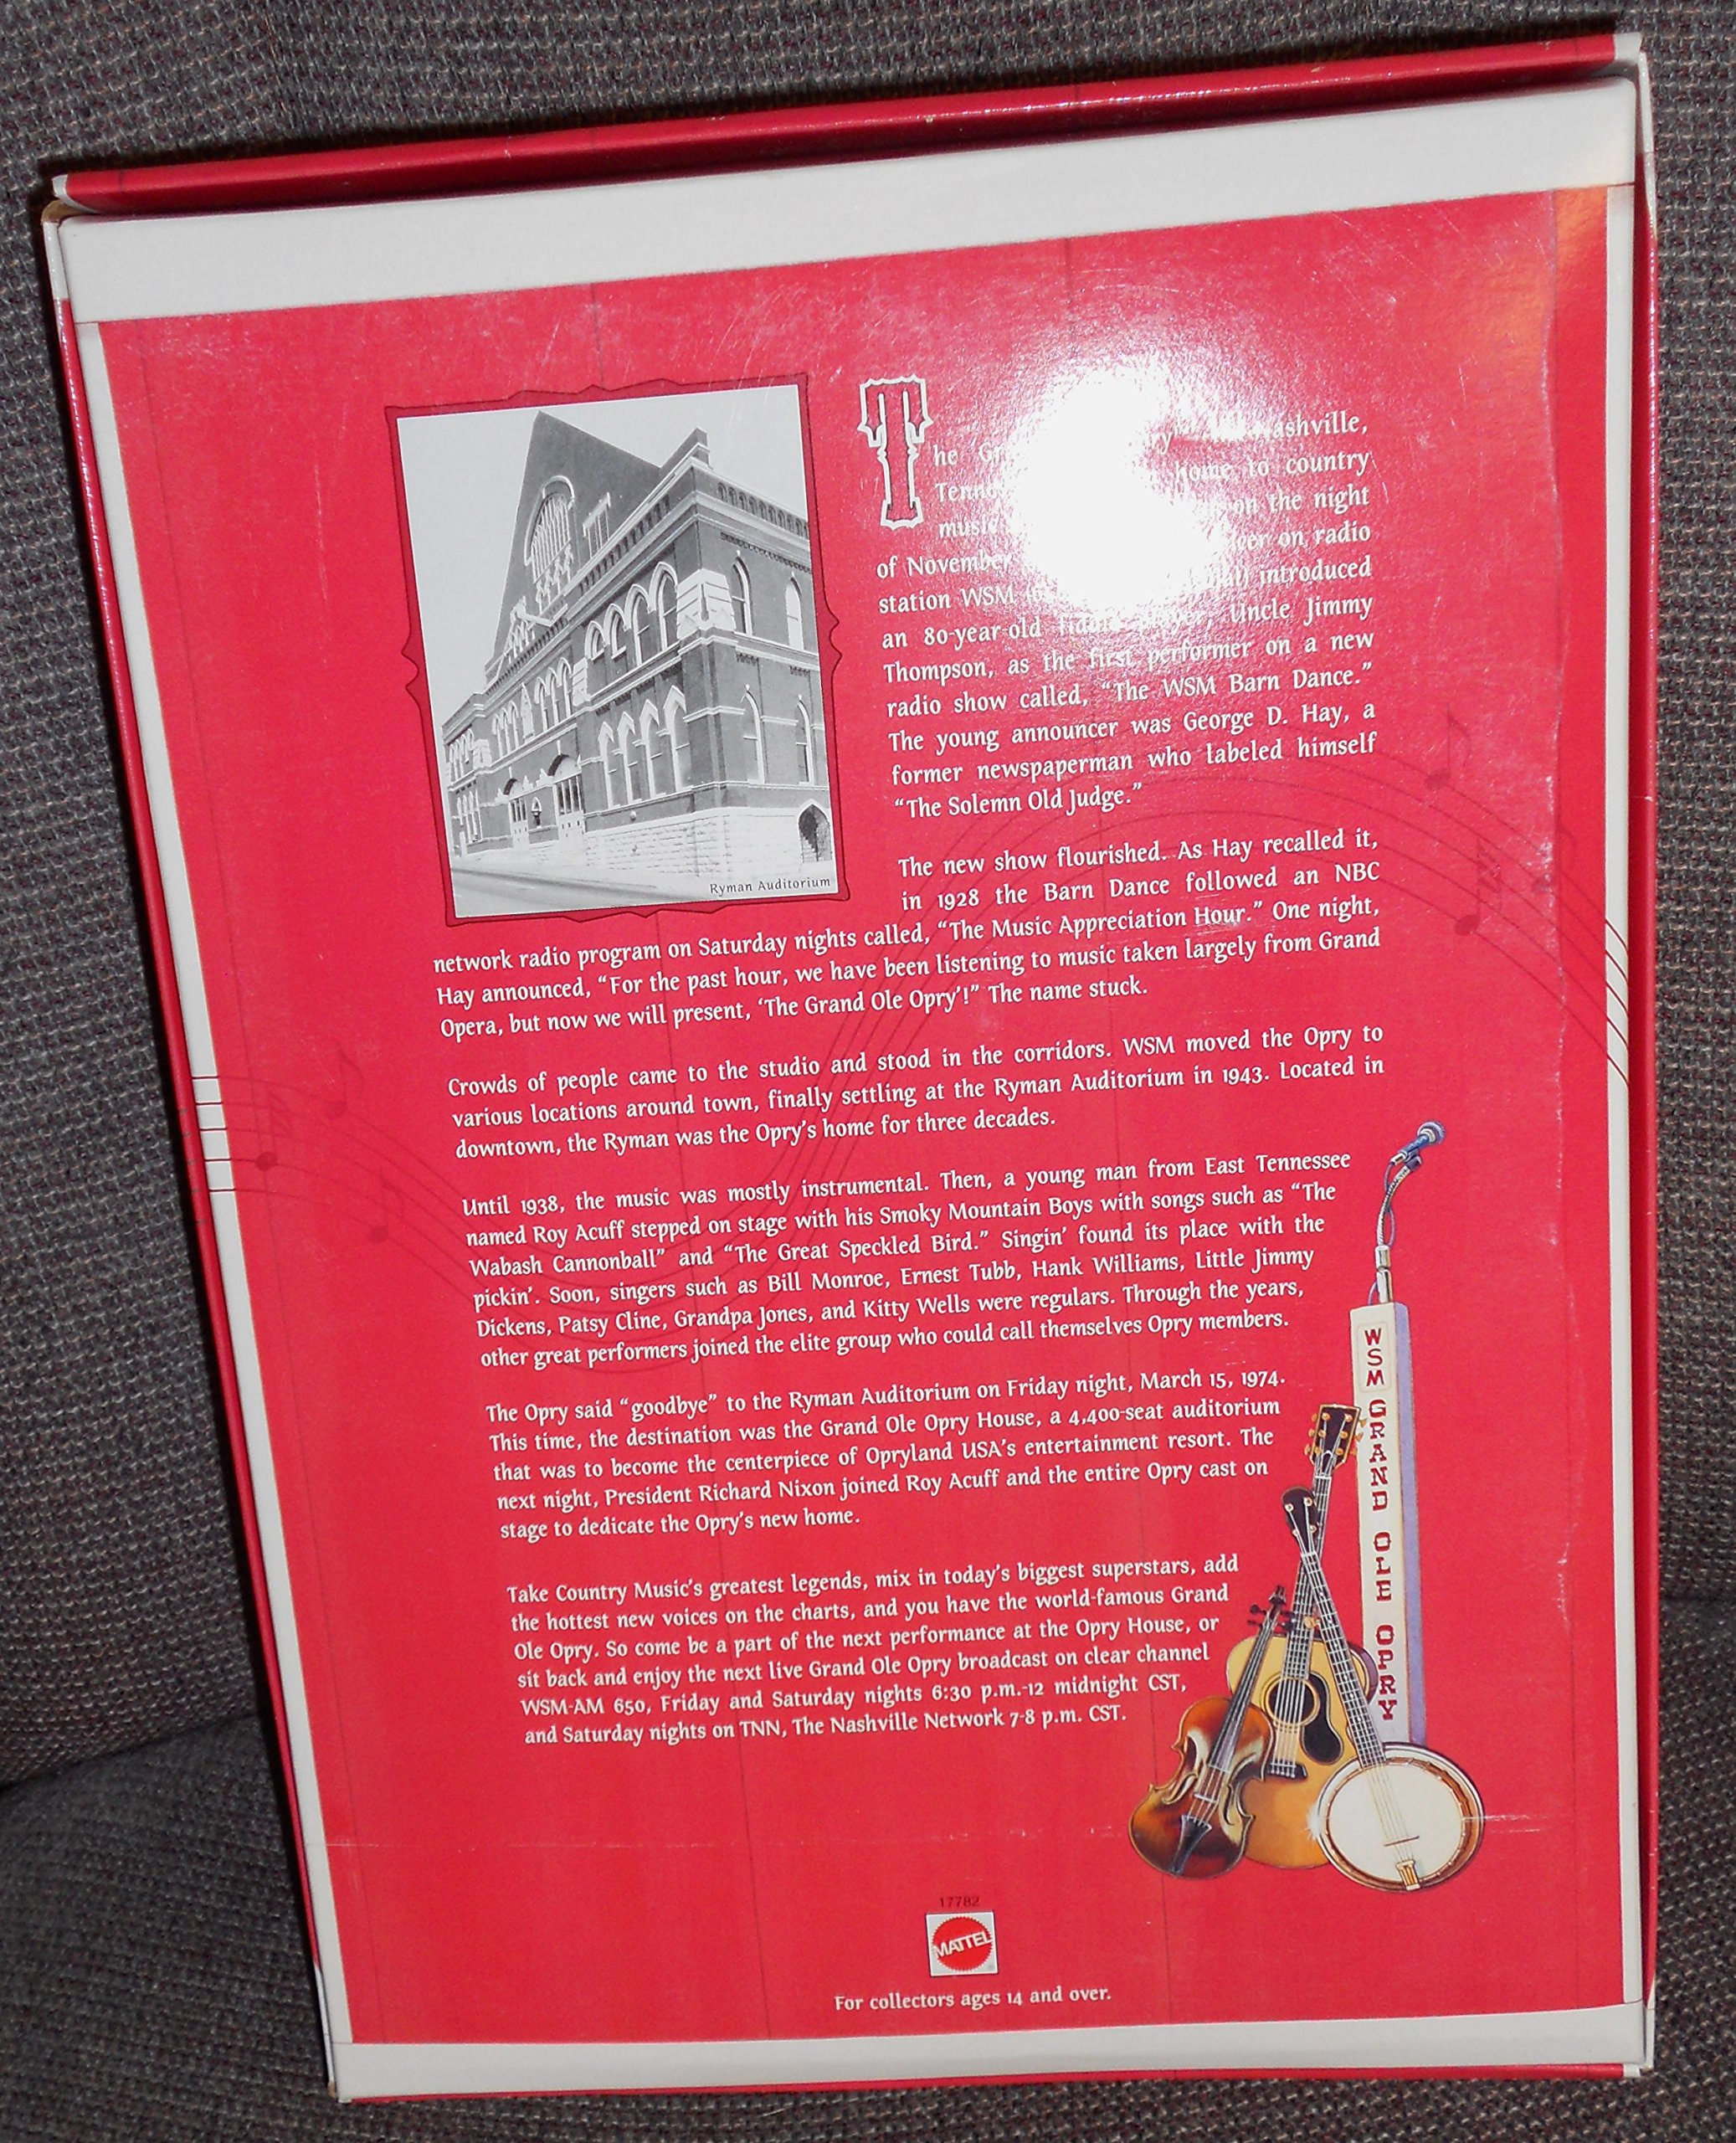 Ryman Auditorium
The ashville,
Tenn home to country
music on the night
of November on radio
station WSM introduced
an 80-year-old Uncle Jimmy
Thompson, as the first performer on a new
radio show called, “The WSM Barn Dance.”
The young announcer was George D. Hay, a
former newspaperman who labeled himself
“The Solemn Old Judge.”
The new show flourished. As Hay recalled it,
in 1928 the Barn Dance followed an NBC
network radio program on Saturday nights called, “The Music Appreciation Hour.” One night,
Hay announced, “For the past hour, we have been listening to music taken largely from Grand
Opera, but now we will present, ‘The Grand Ole Opry’!” The name stuck.
Crowds of people came to the studio and stood in the corridors. WSM moved the Opry to
various locations around town, finally settling at the Ryman Auditorium in 1943. Located in
downtown, the Ryman was the Opry’s home for three decades.
Until 1938, the music was mostly instrumental. Then, a young man from East Tennessee
named Roy Acuff stepped on stage with his Smoky Mountain Boys with songs such as “The
Wabash Cannonball” and “The Great Speckled Bird.” Singin’ found its place with the
pickin’. Soon, singers such as Bill Monroe, Ernest Tubb, Hank Williams, Little Jimmy
Dickens, Patsy Cline, Grandpa Jones, and Kitty Wells were regulars. Through the years,
other great performers joined the elite group who could call themselves Opry members.
The Opry said “goodbye” to the Ryman Auditorium on Friday night, March 15, 1974.
This time, the destination was the Grand Ole Opry House, a 4,400-seat auditorium
that was to become the centerpiece of Opryland USA’s entertainment resort. The
next night, President Richard Nixon joined Roy Acuff and the entire Opry cast on
stage to dedicate the Opry’s new home.
Take Country Music’s greatest legends, mix in today’s biggest superstars, add
the hottest new voices on the charts, and you have the world-famous Grand
Ole Opry. So come be a part of the next performance at the Opry House, or
sit back and enjoy the next live Grand Ole Opry broadcast on clear channel
WSM-AM 650, Friday and Saturday nights 6:30 p.m.-12 midnight CST,
and Saturday nights on TNN, The Nashville Network 7-8 p.m. CST.
WSM GRAND OLE OPRY
17782
MATTEL
For collectors ages 14 and over.